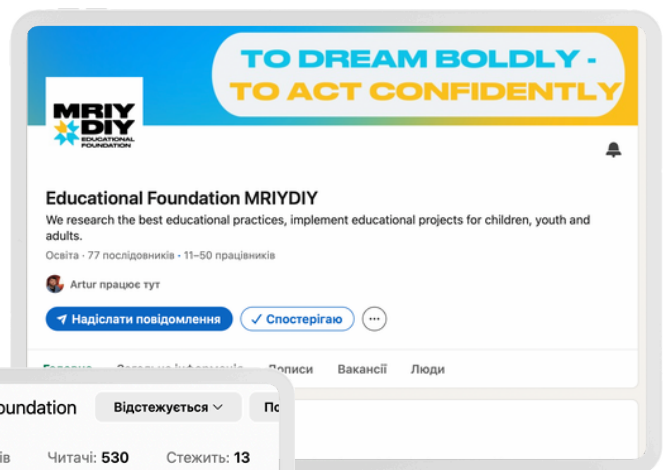 TO DREAM BOLDLY -
TO ACT CONFIDENTLY
MRIY
DIY
EDUCATIONAL
FOUNDATION
Educational Foundation MRIYDIY
We research the best educational practices, implement educational projects for children, youth and
adults.
Освіта · 77 послідовників · 11–50 працівників
Artur працює тут
Надіслати повідомлення
Спостерігаю
Дописи Вакансії Люди
oundation Відстежується
Читачі: 530 Стежить: 13